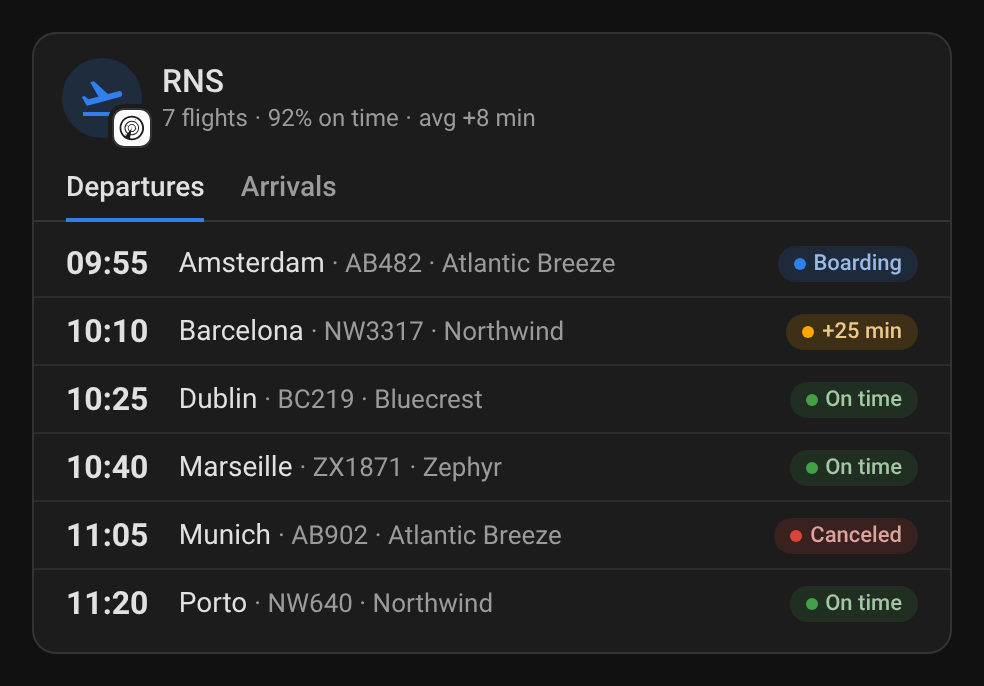 RNS
7 flights · 92% on time · avg +8 min
Departures Arrivals
09:55 Amsterdam · AB482 · Atlantic Breeze Boarding
10:10 Barcelona · NW3317 · Northwind +25 min
10:25 Dublin · BC219 · Bluecrest On time
10:40 Marseille · ZX1871 · Zephyr On time
11:05 Munich · AB902 · Atlantic Breeze Canceled
11:20 Porto · NW640 · Northwind On time